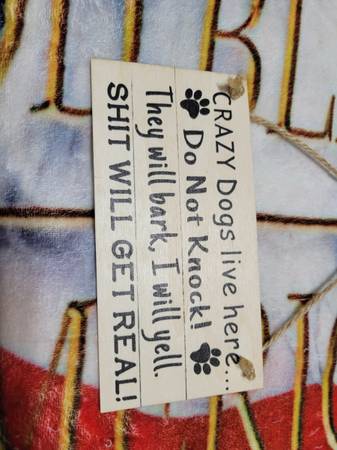 CRAZY Dogs live here...
Do Not Knock!
They will bark, I will yell.
SHIT WILL GET REAL!